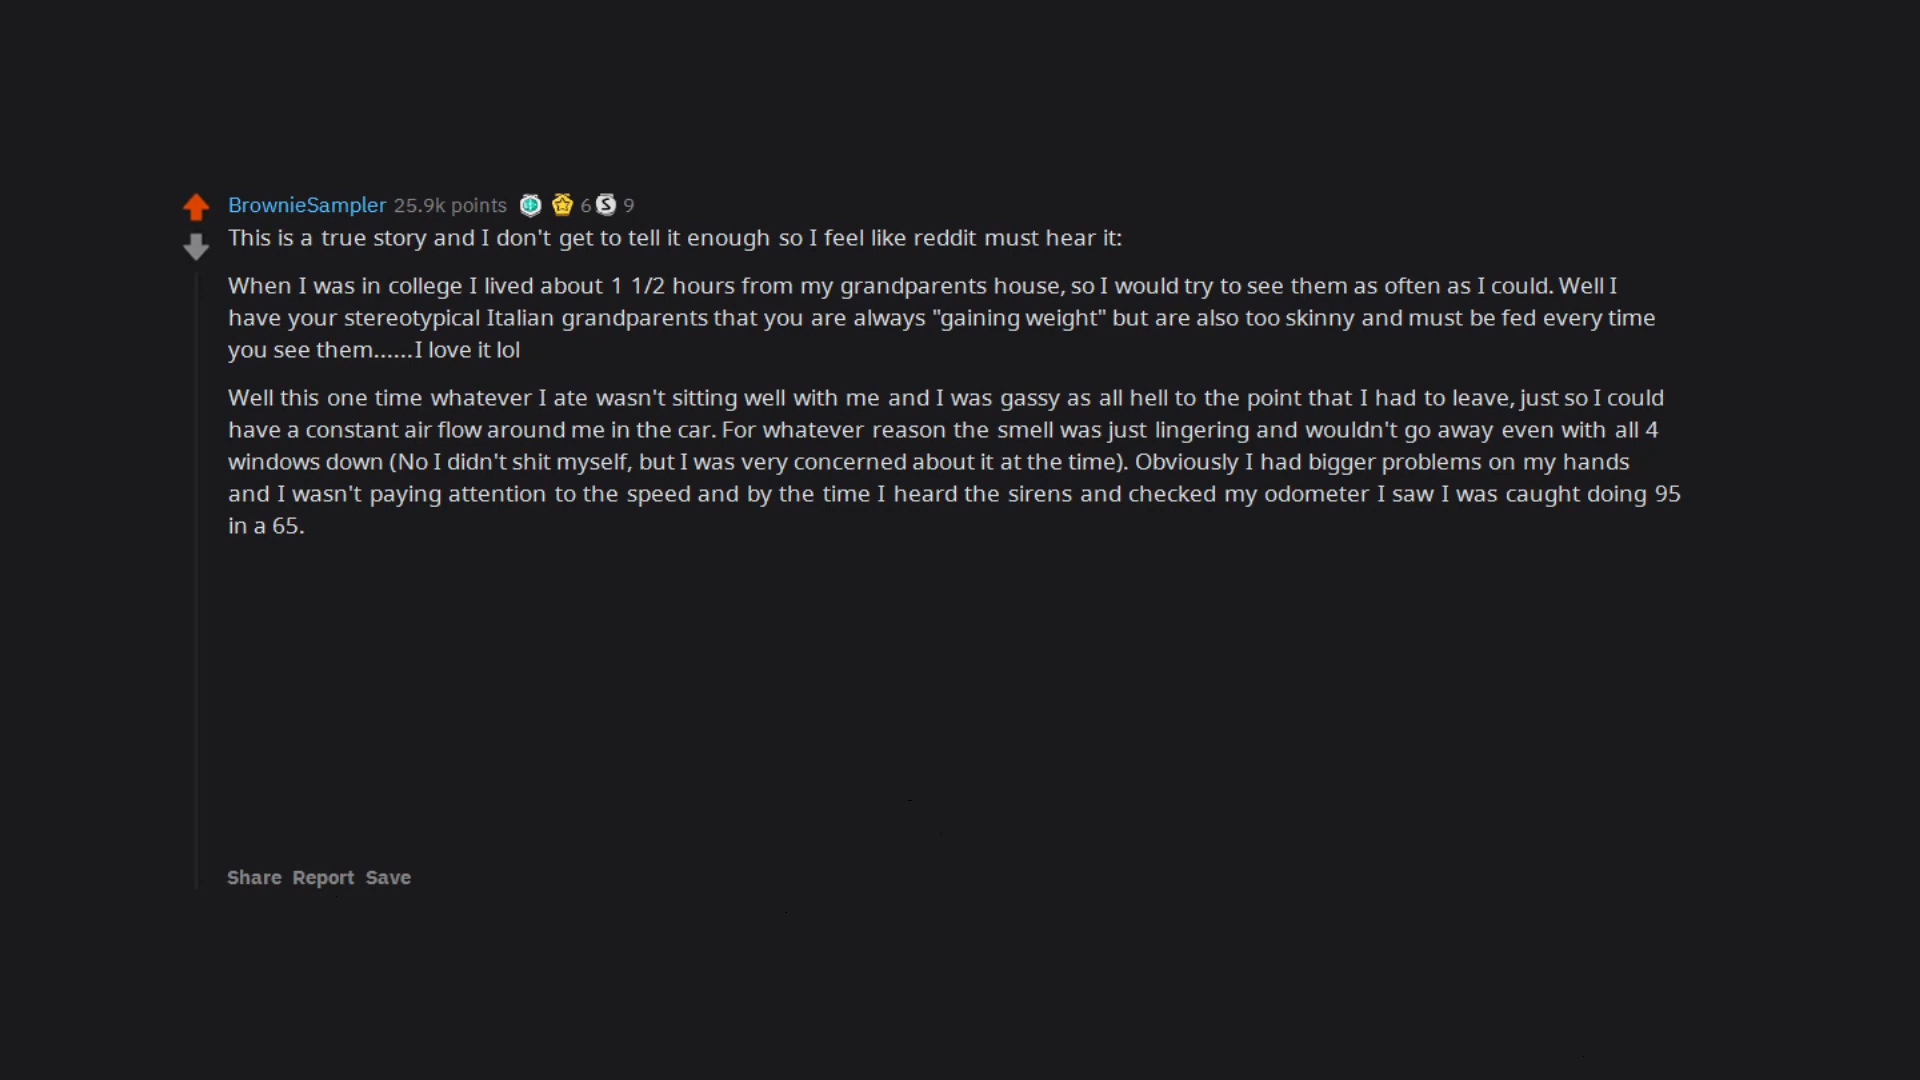 BrownieSampler 25.9k points 6 S 9
This is a true story and I don't get to tell it enough so I feel like reddit must hear it:
When I was in college I lived about 1 1/2 hours from my grandparents house, so I would try to see them as often as I could. Well I
have your stereotypical Italian grandparents that you are always "gaining weight" but are also too skinny and must be fed every time
you see them......I love it lol
Well this one time whatever I ate wasn't sitting well with me and I was gassy as all hell to the point that I had to leave, just so I could
have a constant air flow around me in the car. For whatever reason the smell was just lingering and wouldn't go away even with all 4
windows down (No I didn't shit myself, but I was very concerned about it at the time). Obviously I had bigger problems on my hands
and I wasn't paying attention to the speed and by the time I heard the sirens and checked my odometer I saw I was caught doing 95
in a 65.
Share Report Save